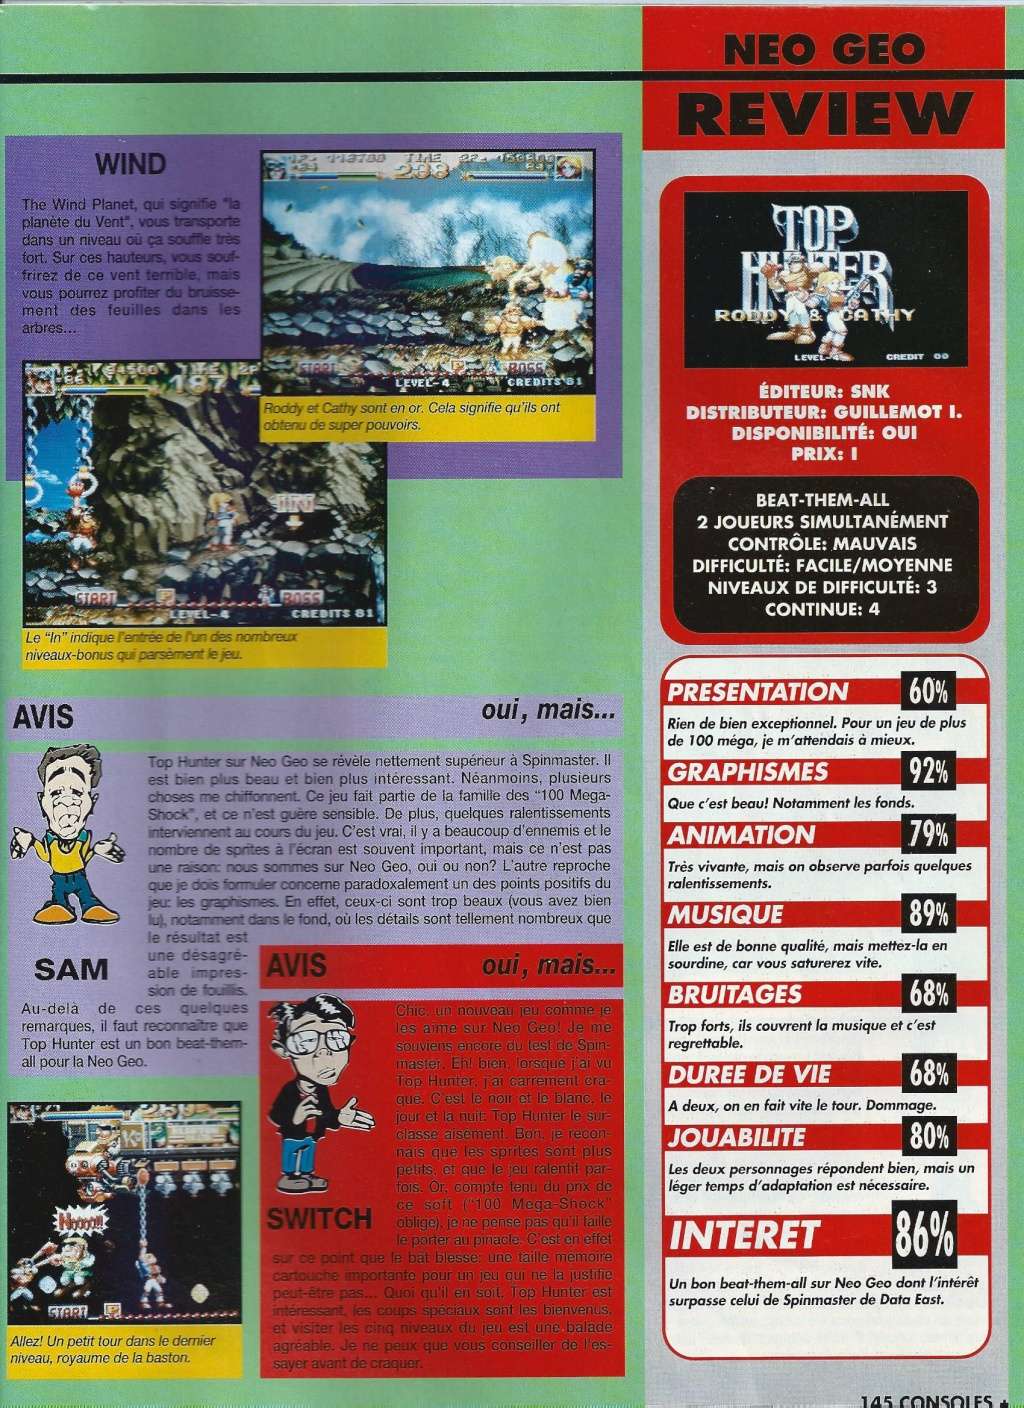 NEO GEO
REVIEW
WIND
The Wind Planet, qui signifie "la
planète du Vent", vous transporte
dans un niveau où ça souffle très
fort. Sur ces hauteurs, vous souf-
frirez de ce vent terrible, mais
vous pourrez profiter du bruisse-
ment des feuilles dans les
arbres...
TIME 2P.
START
BOSS
LEVEL-4
CREDITS 81
Roddy et Cathy sont en or. Cela signifie qu'ils ont
obtenu de super pouvoirs.
TIME 2P
187
IN
START
P
BOSS
LEVEL-4
CREDITS 81
Le "In" indique l'entrée de l'un des nombreux
niveaux-bonus qui parsèment le jeu.
AVIS
oui, mais...
Top Hunter sur Neo Geo se révèle nettement supérieur à Spinmaster. Il
est bien plus beau et bien plus intéressant. Néanmoins, plusieurs
choses me chiffonnent. Ce jeu fait partie de la famille des "100 Mega-
Shock", et ce n'est guère sensible. De plus, quelques ralentissements
interviennent au cours du jeu. C'est vrai, il y a beaucoup d'ennemis et le
nombre de sprites à l'écran est souvent important, mais ce n'est pas
une raison: nous sommes sur Neo Geo, oui ou non? L'autre reproche
que je dois formuler concerne paradoxalement un des points positifs du
jeu: les graphismes. En effet, ceux-ci sont trop beaux (vous avez bien
lu), notamment dans le fond, où les détails sont tellement nombreux que
le résultat est
une désagré-
able impres-
sion de fouillis.
SAM
Au-delà de ces quelques
remarques, il faut reconnaître que
Top Hunter est un bon beat-them-
all pour la Neo Geo.
Nooooo!!
START
P
Allez! Un petit tour dans le dernier
niveau, royaume de la baston.
AVIS
oui, mais...
Chic, un nouveau jeu comme je
les aime sur Neo Geo! Je me
souviens encore du test de Spin-
master. Eh! bien, lorsque j'ai vu
Top Hunter, j'ai carrement cra-
qué. C'est le noir et le blanc, le
jour et la nuit: Top Hunter le sur-
classe aisément. Bon, je recon-
nais que les sprites sont plus
petits, et que le jeu ralentit par-
fois. Or, compte tenu du prix de
ce soft ("100 Mega-Shock"
oblige), je ne pense pas qu'il faille
le porter au pinacle. C'est en effet
sur ce point que le bât blesse: une taille mémoire
cartouche importante pour un jeu qui ne la justifie
peut-être pas... Quoi qu'il en soit, Top Hunter est
intéressant, les coups spéciaux sont les bienvenus,
et visiter les cinq niveaux du jeu est une balade
agréable. Je ne peux que vous conseiller de l'es-
sayer avant de craquer.
SWITCH
TOP
HUNTER
RODDY & CATHY
LEVEL-4
CREDIT 00
ÉDITEUR: SNK
DISTRIBUTEUR: GUILLEMOT I.
DISPONIBILITÉ: OUI
PRIX: I
BEAT-THEM-ALL
2 JOUEURS SIMULTANÉMENT
CONTRÔLE: MAUVAIS
DIFFICULTÉ: FACILE/MOYENNE
NIVEAUX DE DIFFICULTÉ: 3
CONTINUE: 4
PRESENTATION 60%
Rien de bien exceptionnel. Pour un jeu de plus
de 100 méga, je m'attendais à mieux.
GRAPHISMES 92%
Que c'est beau! Notamment les fonds.
ANIMATION 79%
Très vivante, mais on observe parfois quelques
ralentissements.
MUSIQUE 89%
Elle est de bonne qualité, mais mettez-la en
sourdine, car vous saturerez vite.
BRUITAGES 68%
Trop forts, ils couvrent la musique et c'est
regrettable.
DUREE DE VIE 68%
A deux, on en fait vite le tour. Dommage.
JOUABILITE 80%
Les deux personnages répondent bien, mais un
léger temps d'adaptation est nécessaire.
INTERET 86%
Un bon beat-them-all sur Neo Geo dont l'intérêt
surpasse celui de Spinmaster de Data East.
145 CONSOLES +